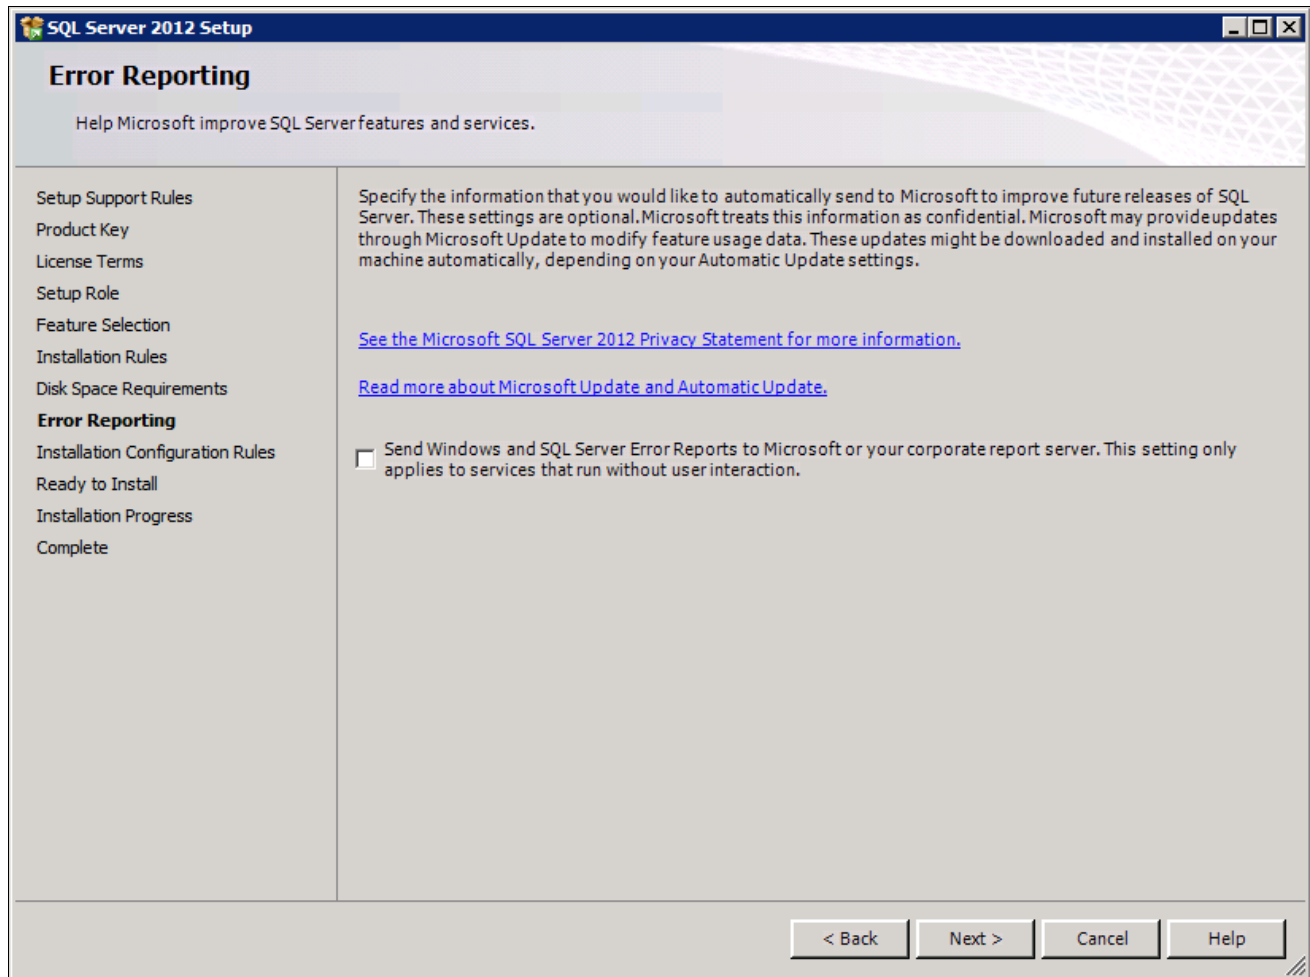 SQL Server 2012 Setup
Error Reporting
Help Microsoft improve SQL Server features and services.
Setup Support Rules
Product Key
License Terms
Setup Role
Feature Selection
Installation Rules
Disk Space Requirements
Error Reporting
Installation Configuration Rules
Ready to Install
Installation Progress
Complete
Specify the information that you would like to automatically send to Microsoft to improve future releases of SQL
Server. These settings are optional. Microsoft treats this information as confidential. Microsoft may provide updates
through Microsoft Update to modify feature usage data. These updates might be downloaded and installed on your
machine automatically, depending on your Automatic Update settings.
See the Microsoft SQL Server 2012 Privacy Statement for more information.
Read more about Microsoft Update and Automatic Update.
Send Windows and SQL Server Error Reports to Microsoft or your corporate report server. This setting only
applies to services that run without user interaction.
< Back
Next >
Cancel
Help